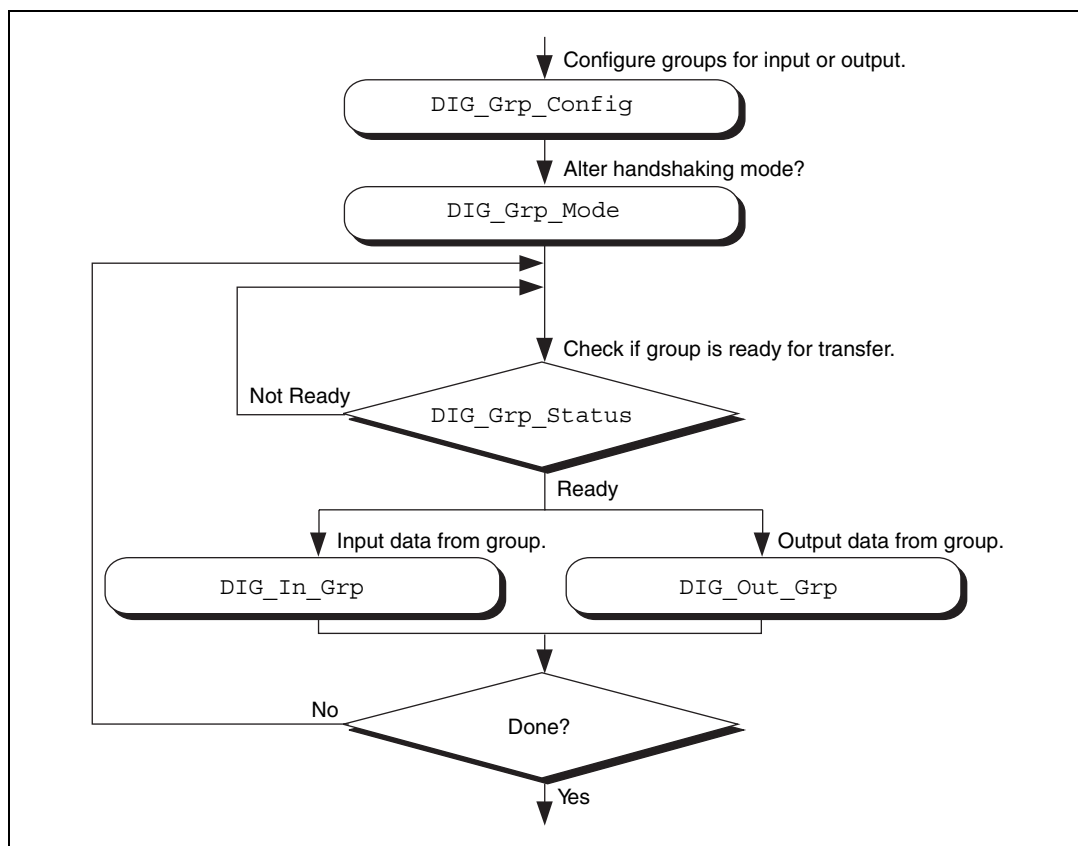 Configure groups for input or output.
DIG_Grp_Config
Alter handshaking mode?
DIG_Grp_Mode
Check if group is ready for transfer.
Not Ready
DIG_Grp_Status
Ready
Input data from group.
Output data from group.
DIG_In_Grp
DIG_Out_Grp
No
Done?
Yes